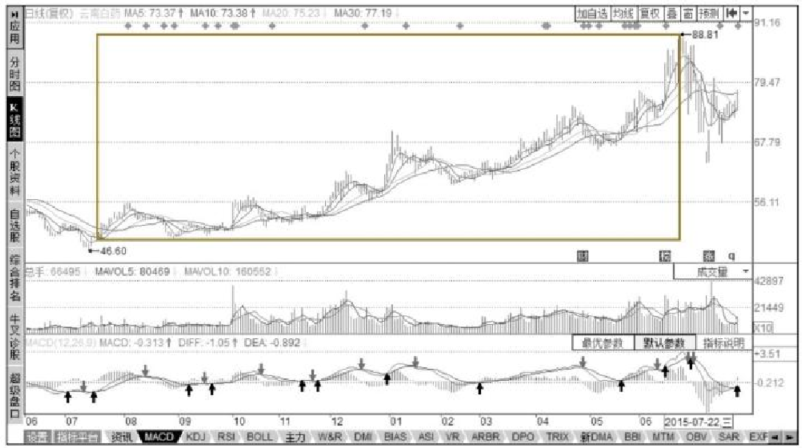 日线(复权) 云南白药 MA5: 73.37↑ MA10: 73.38↑ MA20: 75.23↓ MA30: 77.19↓
加自选 均线 复权 叠 窗 预测
应用
分时图
K线图
个股资料
自选股
综合排名
牛叉诊股
超级盘口
91.16
88.81
79.47
67.79
56.11
46.60
财 q
总手: 66495↓ MAVOL5: 80469↓ MAVOL10: 160552↓ 成交量
42897
21449
X10
MACD(12,26,9) MACD: -0.313↑ DIFF: -1.05↑ DEA: -0.892↓ 最优参数 默认参数 指标说明
3.51
-0.212
06 07 08 09 10 11 12 01 02 03 04 05 06 2015-07-22 三
设置 指标平台 资讯 MACD KDJ RSI BOLL 主力 W&R DMI BIAS ASI VR ARBR DPO TRIX 新DMA BBI MTM OBV SAR EXP